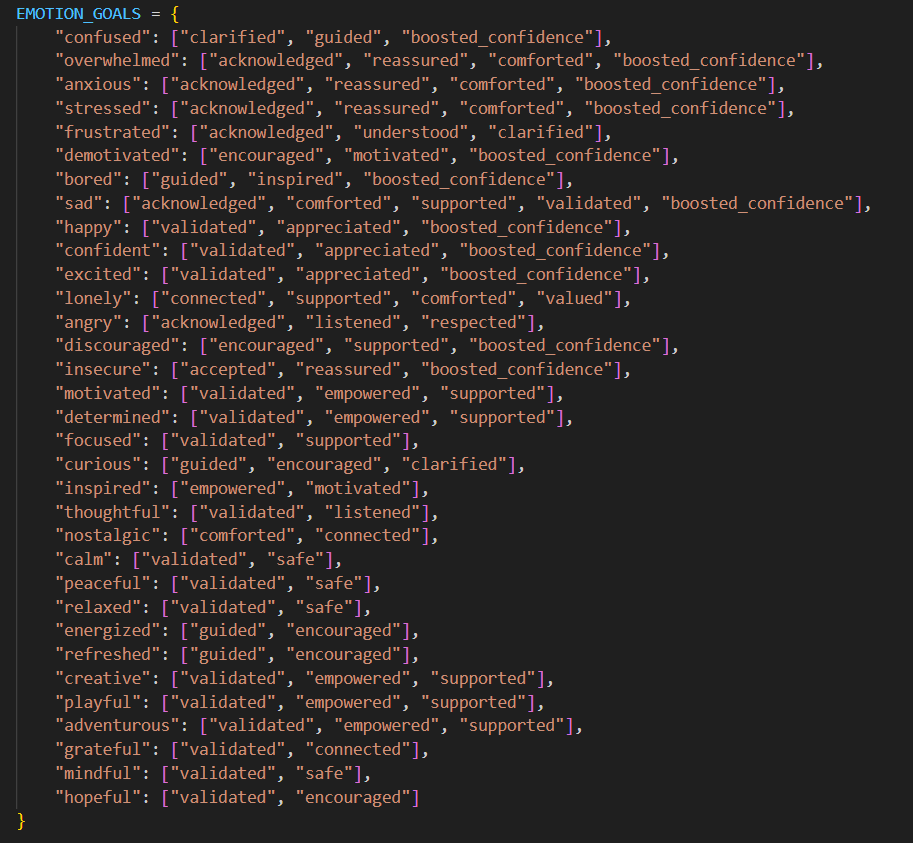 EMOTION_GOALS = {
    "confused": ["clarified", "guided", "boosted_confidence"],
    "overwhelmed": ["acknowledged", "reassured", "comforted", "boosted_confidence"],
    "anxious": ["acknowledged", "reassured", "comforted", "boosted_confidence"],
    "stressed": ["acknowledged", "reassured", "comforted", "boosted_confidence"],
    "frustrated": ["acknowledged", "understood", "clarified"],
    "demotivated": ["encouraged", "motivated", "boosted_confidence"],
    "bored": ["guided", "inspired", "boosted_confidence"],
    "sad": ["acknowledged", "comforted", "supported", "validated", "boosted_confidence"],
    "happy": ["validated", "appreciated", "boosted_confidence"],
    "confident": ["validated", "appreciated", "boosted_confidence"],
    "excited": ["validated", "appreciated", "boosted_confidence"],
    "lonely": ["connected", "supported", "comforted", "valued"],
    "angry": ["acknowledged", "listened", "respected"],
    "discouraged": ["encouraged", "supported", "boosted_confidence"],
    "insecure": ["accepted", "reassured", "boosted_confidence"],
    "motivated": ["validated", "empowered", "supported"],
    "determined": ["validated", "empowered", "supported"],
    "focused": ["validated", "supported"],
    "curious": ["guided", "encouraged", "clarified"],
    "inspired": ["empowered", "motivated"],
    "thoughtful": ["validated", "listened"],
    "nostalgic": ["comforted", "connected"],
    "calm": ["validated", "safe"],
    "peaceful": ["validated", "safe"],
    "relaxed": ["validated", "safe"],
    "energized": ["guided", "encouraged"],
    "refreshed": ["guided", "encouraged"],
    "creative": ["validated", "empowered", "supported"],
    "playful": ["validated", "empowered", "supported"],
    "adventurous": ["validated", "empowered", "supported"],
    "grateful": ["validated", "connected"],
    "mindful": ["validated", "safe"],
    "hopeful": ["validated", "encouraged"]
}